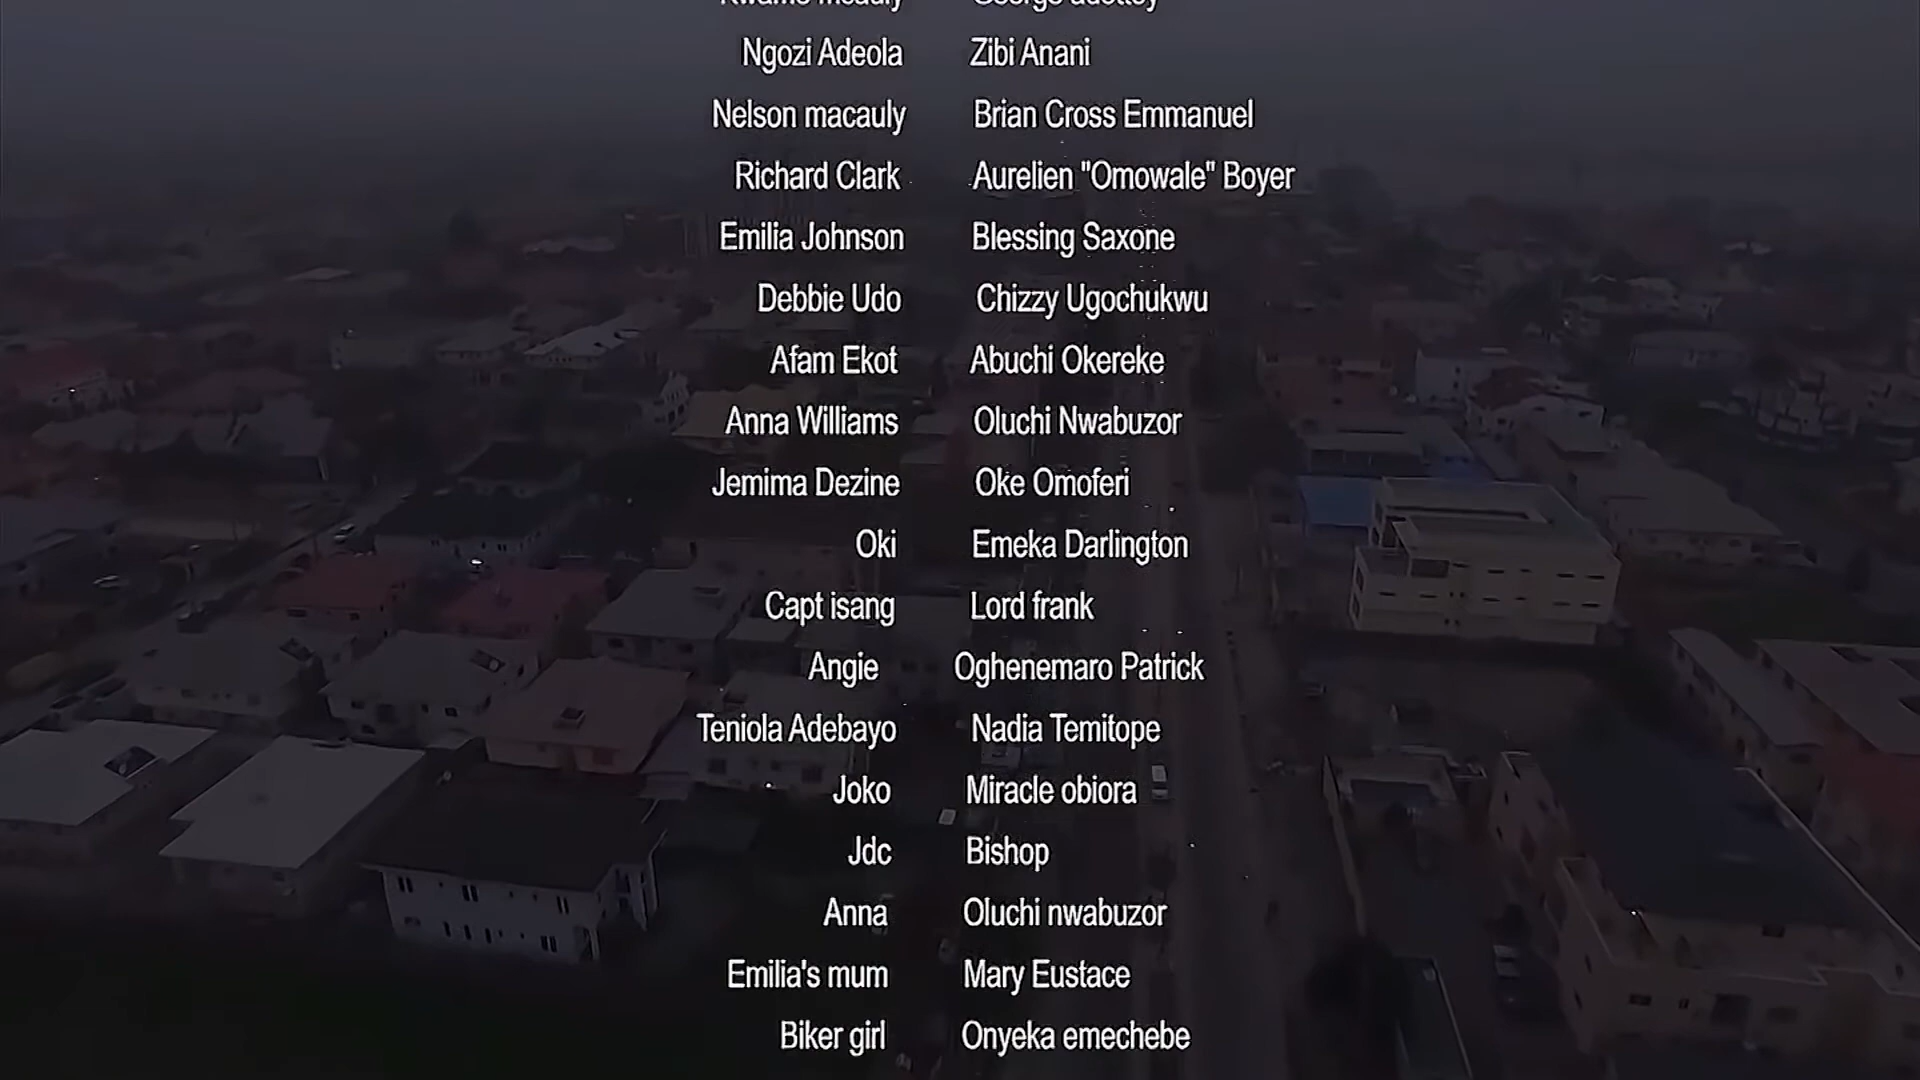 Ngozi Adeola Zibi Anani
Nelson macauly Brian Cross Emmanuel
Richard Clark Aurelien "Omowale" Boyer
Emilia Johnson Blessing Saxone
Debbie Udo Chizzy Ugochukwu
Afam Ekot Abuchi Okereke
Anna Williams Oluchi Nwabuzor
Jemima Dezine Oke Omoferi
Oki Emeka Darlington
Capt isang Lord frank
Angie Oghenemaro Patrick
Teniola Adebayo Nadia Temitope
Joko Miracle obiora
Jdc Bishop
Anna Oluchi nwabuzor
Emilia's mum Mary Eustace
Biker girl Onyeka emechebe